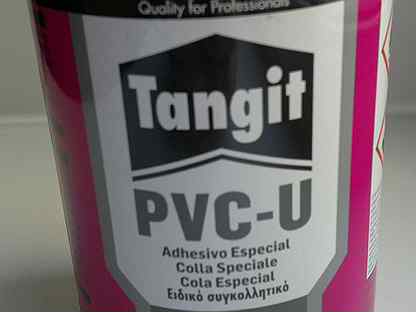 Quality for Professionals
Tangit
PVC-U
Adhesivo Especial
Colla Speciale
Cola Especial
Ειδικό συγκολλητικό